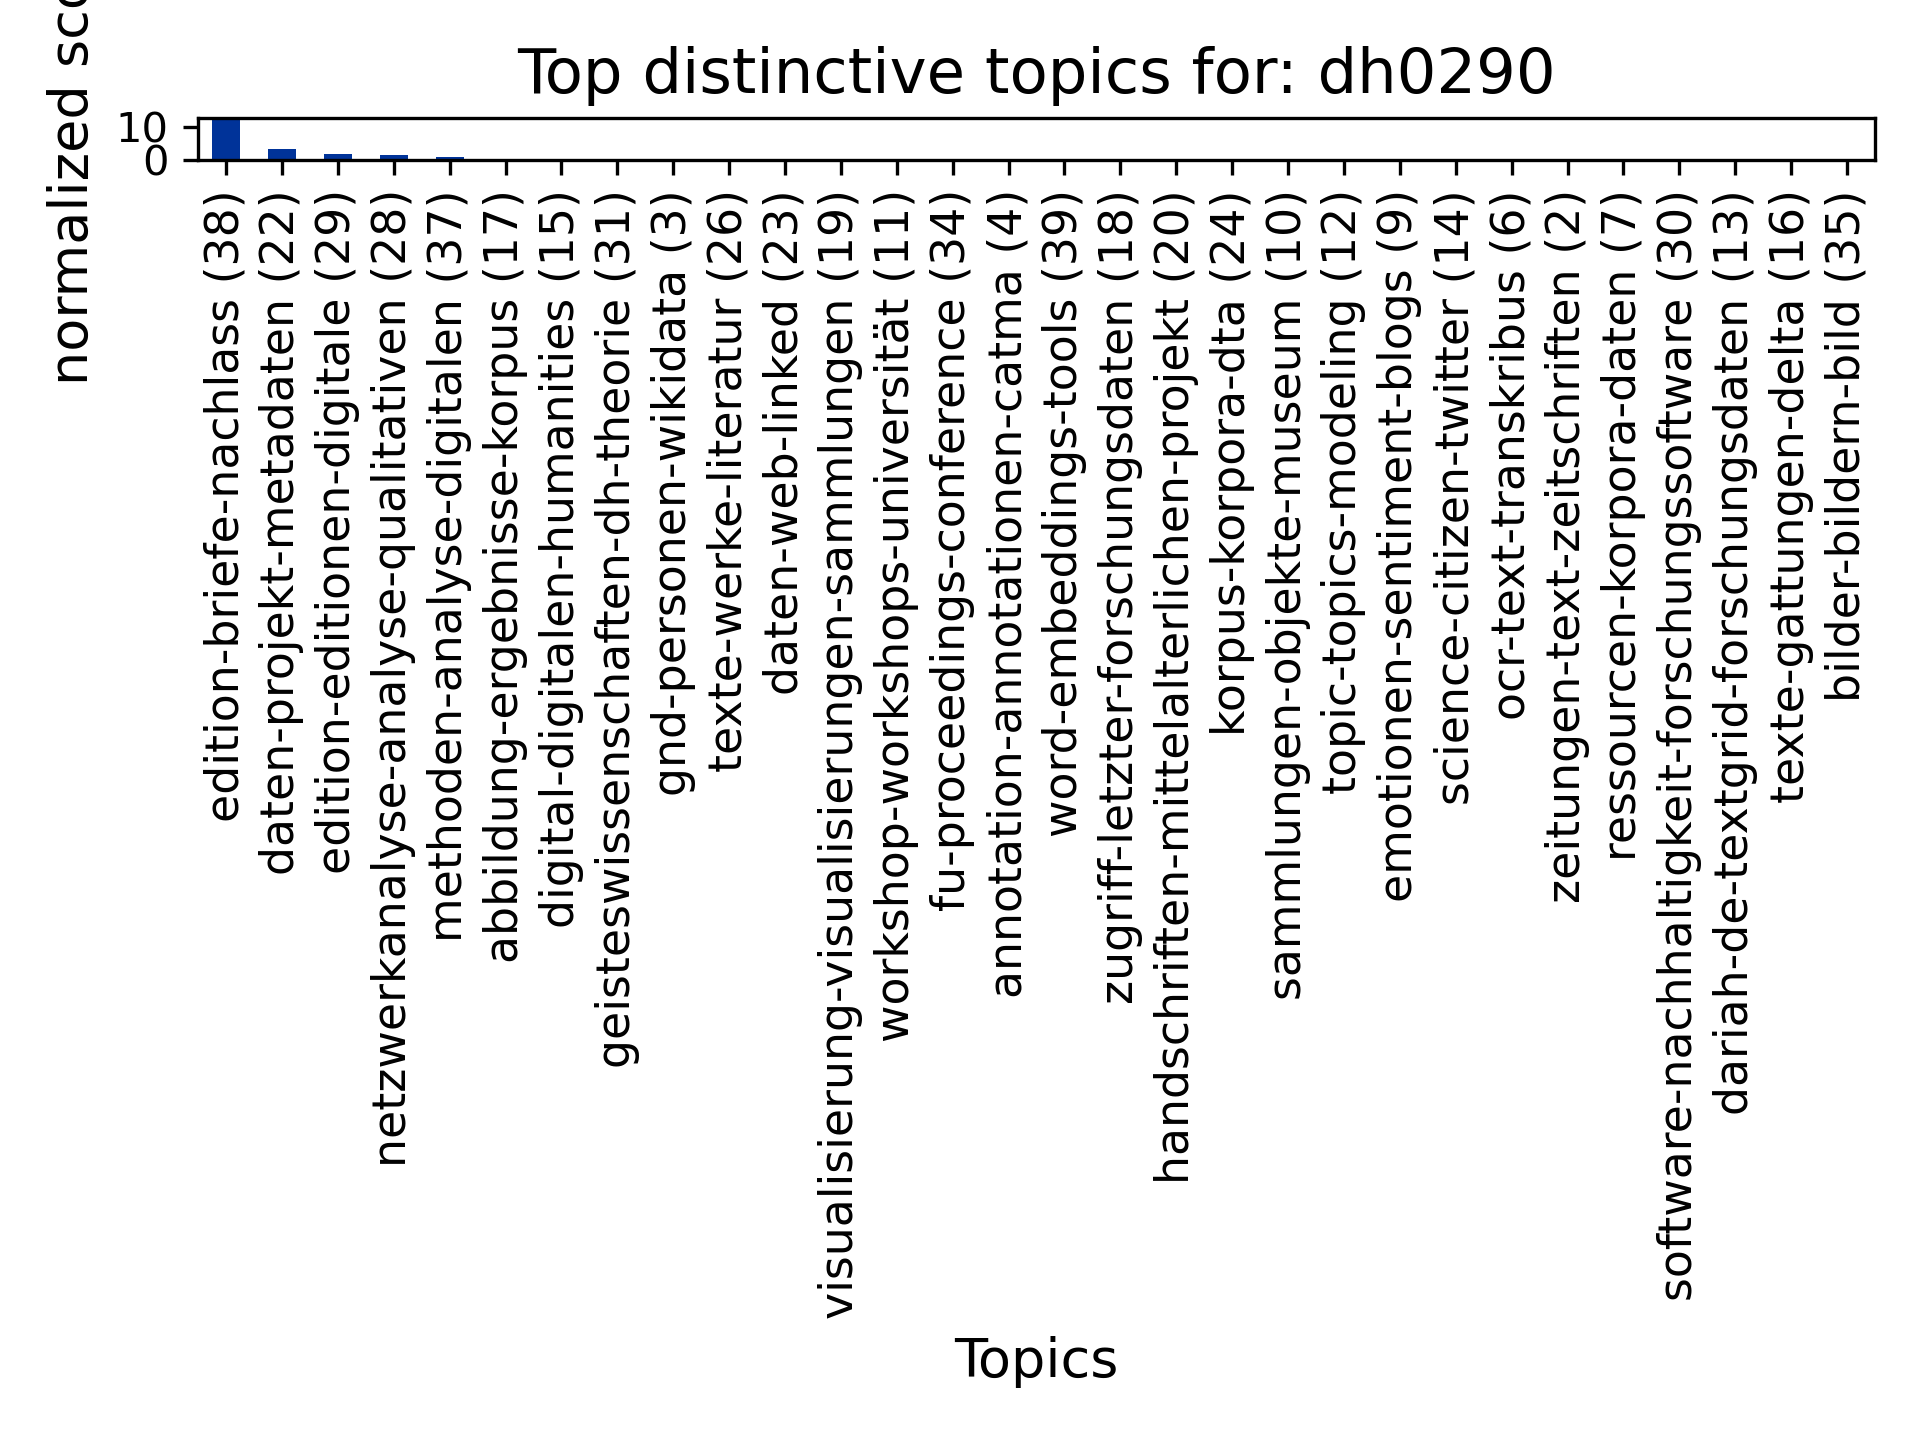 Top distinctive topics for: dh0290
normalized sco
10
0
edition-briefe-nachlass (38)
daten-projekt-metadaten (22)
edition-editionen-digitale (29)
netzwerkanalyse-analyse-qualitativen (28)
methoden-analyse-digitalen (37)
abbildung-ergebnisse-korpus (17)
digital-digitalen-humanities (15)
geisteswissenschaften-dh-theorie (31)
gnd-personen-wikidata (3)
texte-werke-literatur (26)
daten-web-linked (23)
visualisierung-visualisierungen-sammlungen (19)
workshop-workshops-universität (11)
fu-proceedings-conference (34)
annotation-annotationen-catma (4)
word-embeddings-tools (39)
zugriff-letzter-forschungsdaten (18)
handschriften-mittelalterlichen-projekt (20)
korpus-korpora-dta (24)
sammlungen-objekte-museum (10)
topic-topics-modeling (12)
emotionen-sentiment-blogs (9)
science-citizen-twitter (14)
ocr-text-transkribus (6)
zeitungen-text-zeitschriften (2)
ressourcen-korpora-daten (7)
software-nachhaltigkeit-forschungssoftware (30)
dariah-de-textgrid-forschungsdaten (13)
texte-gattungen-delta (16)
bilder-bildern-bild (35)
Topics